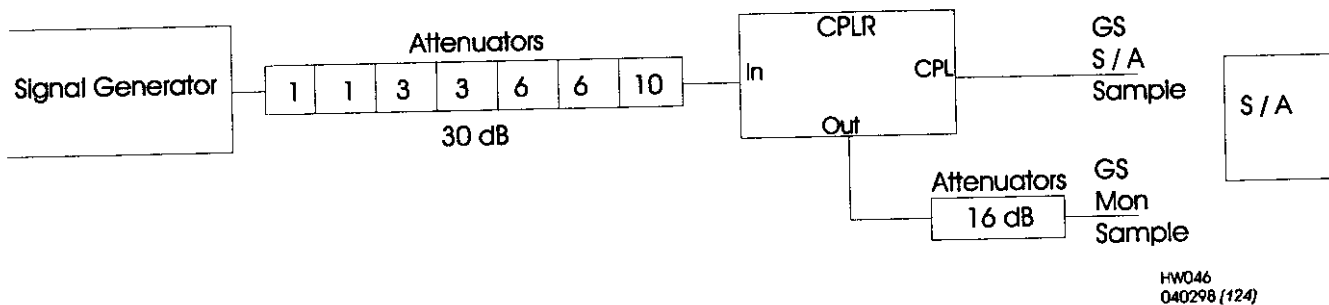 Signal Generator
Attenuators
1 1 3 3 6 6 10
30 dB
CPLR
In
CPL
Out
GS
S / A
Sample
S / A
Attenuators
16 dB
GS
Mon
Sample
HW046
040298 (124)